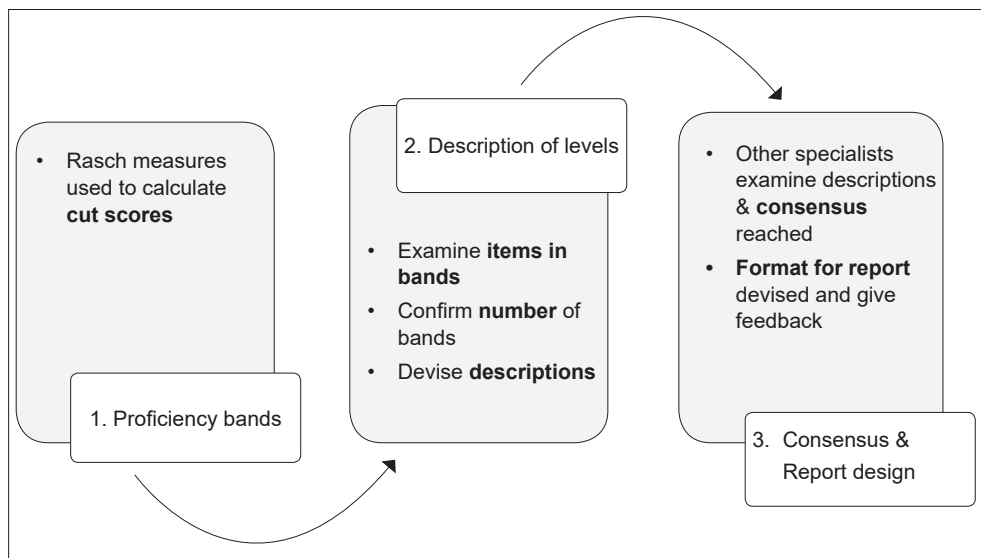 • Rasch measures
used to calculate
cut scores
1. Proficiency bands
2. Description of levels
• Examine items in
bands
• Confirm number of
bands
• Devise descriptions
• Other specialists
examine descriptions
& consensus
reached
• Format for report
devised and give
feedback
3. Consensus &
Report design